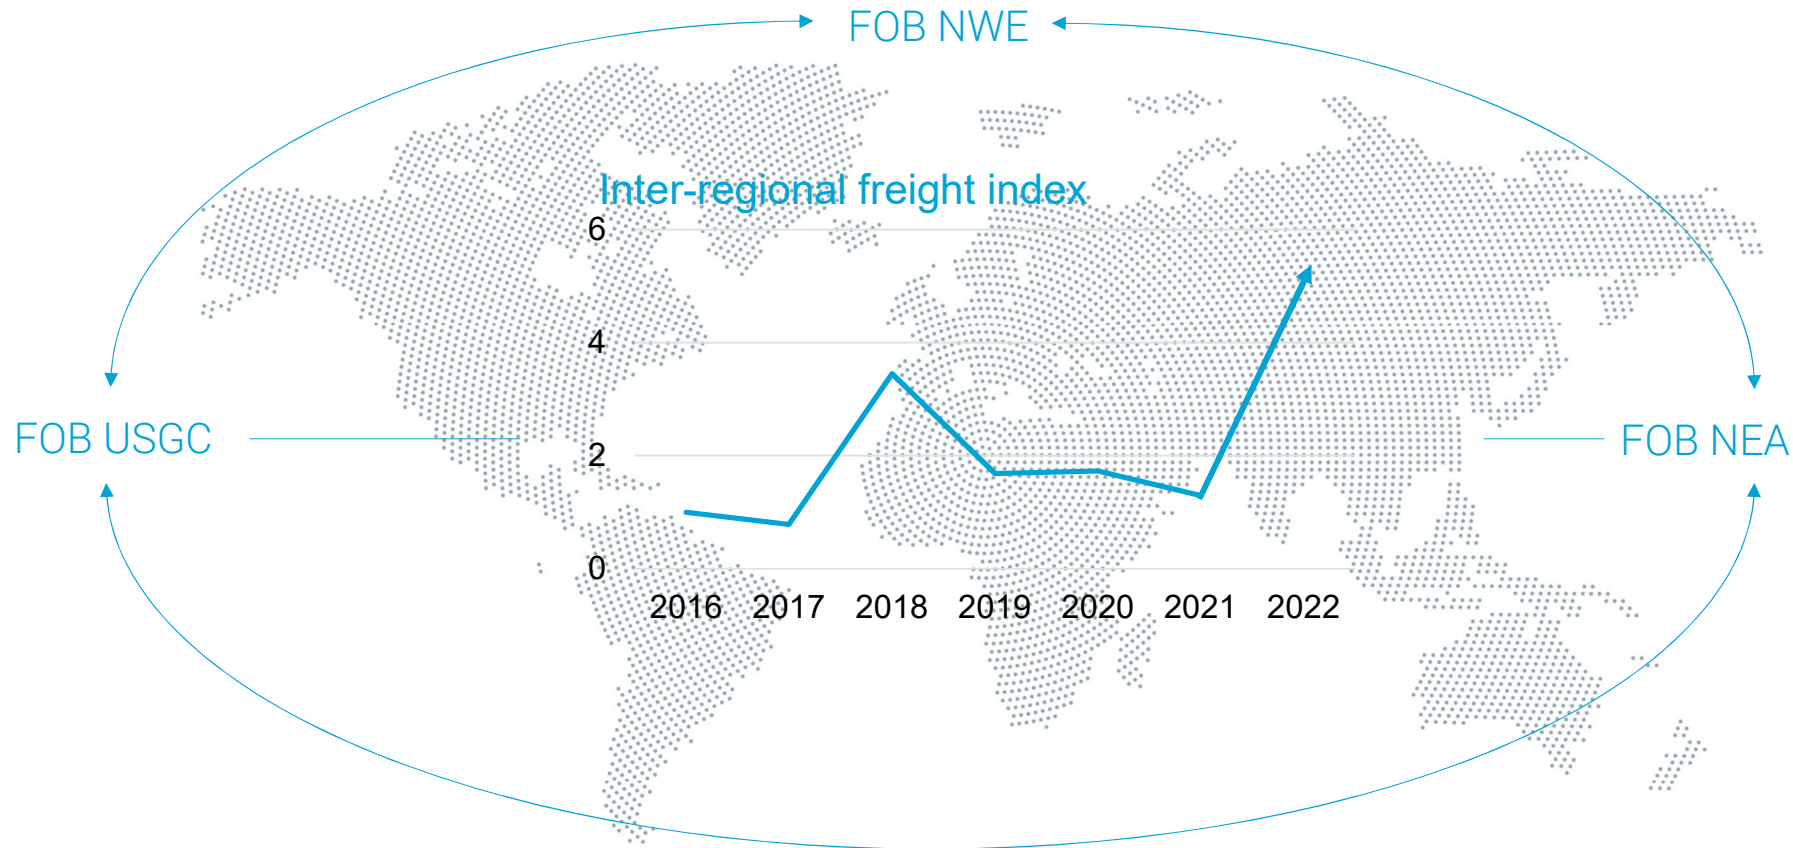 FOB NWE
Inter-regional freight index
6
4
2
0
2016 2017 2018 2019 2020 2021 2022
FOB USGC
FOB NEA